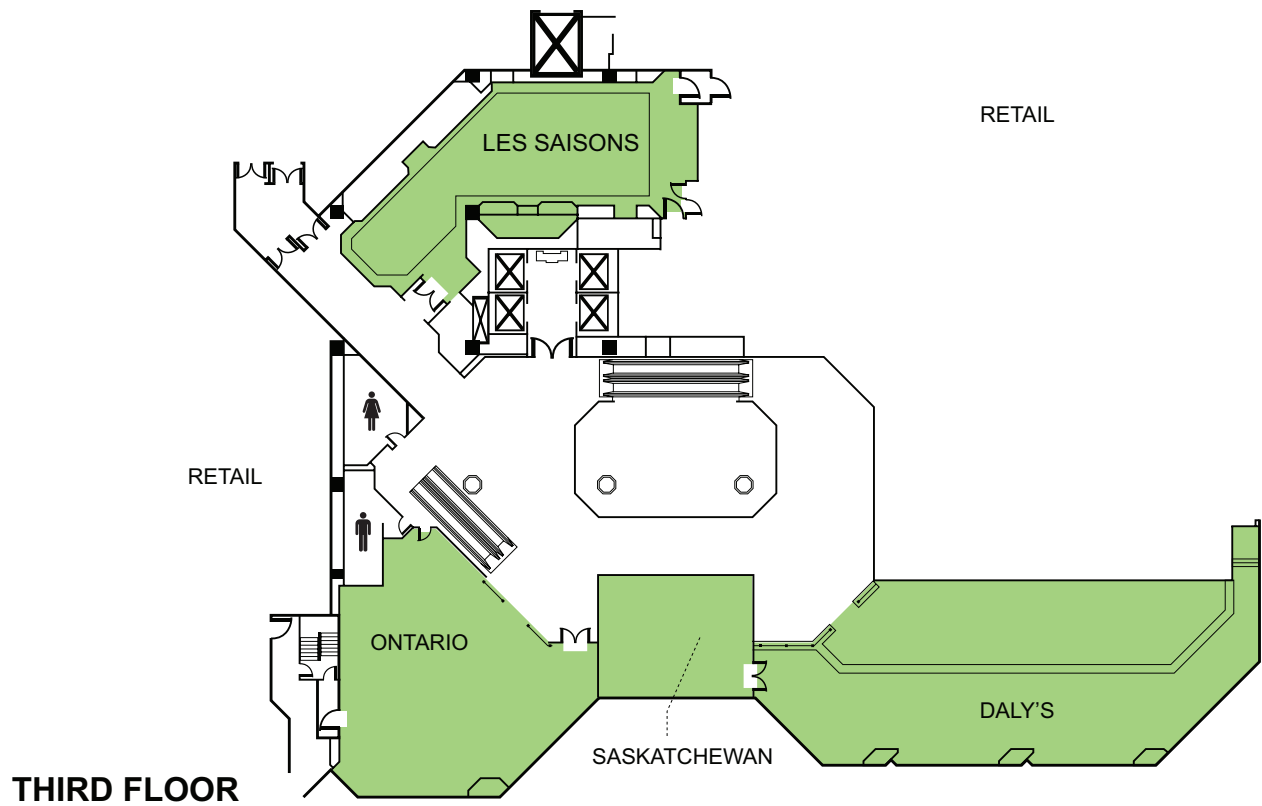 RETAIL
LES SAISONS
RETAIL
ONTARIO
DALY'S
SASKATCHEWAN
THIRD FLOOR